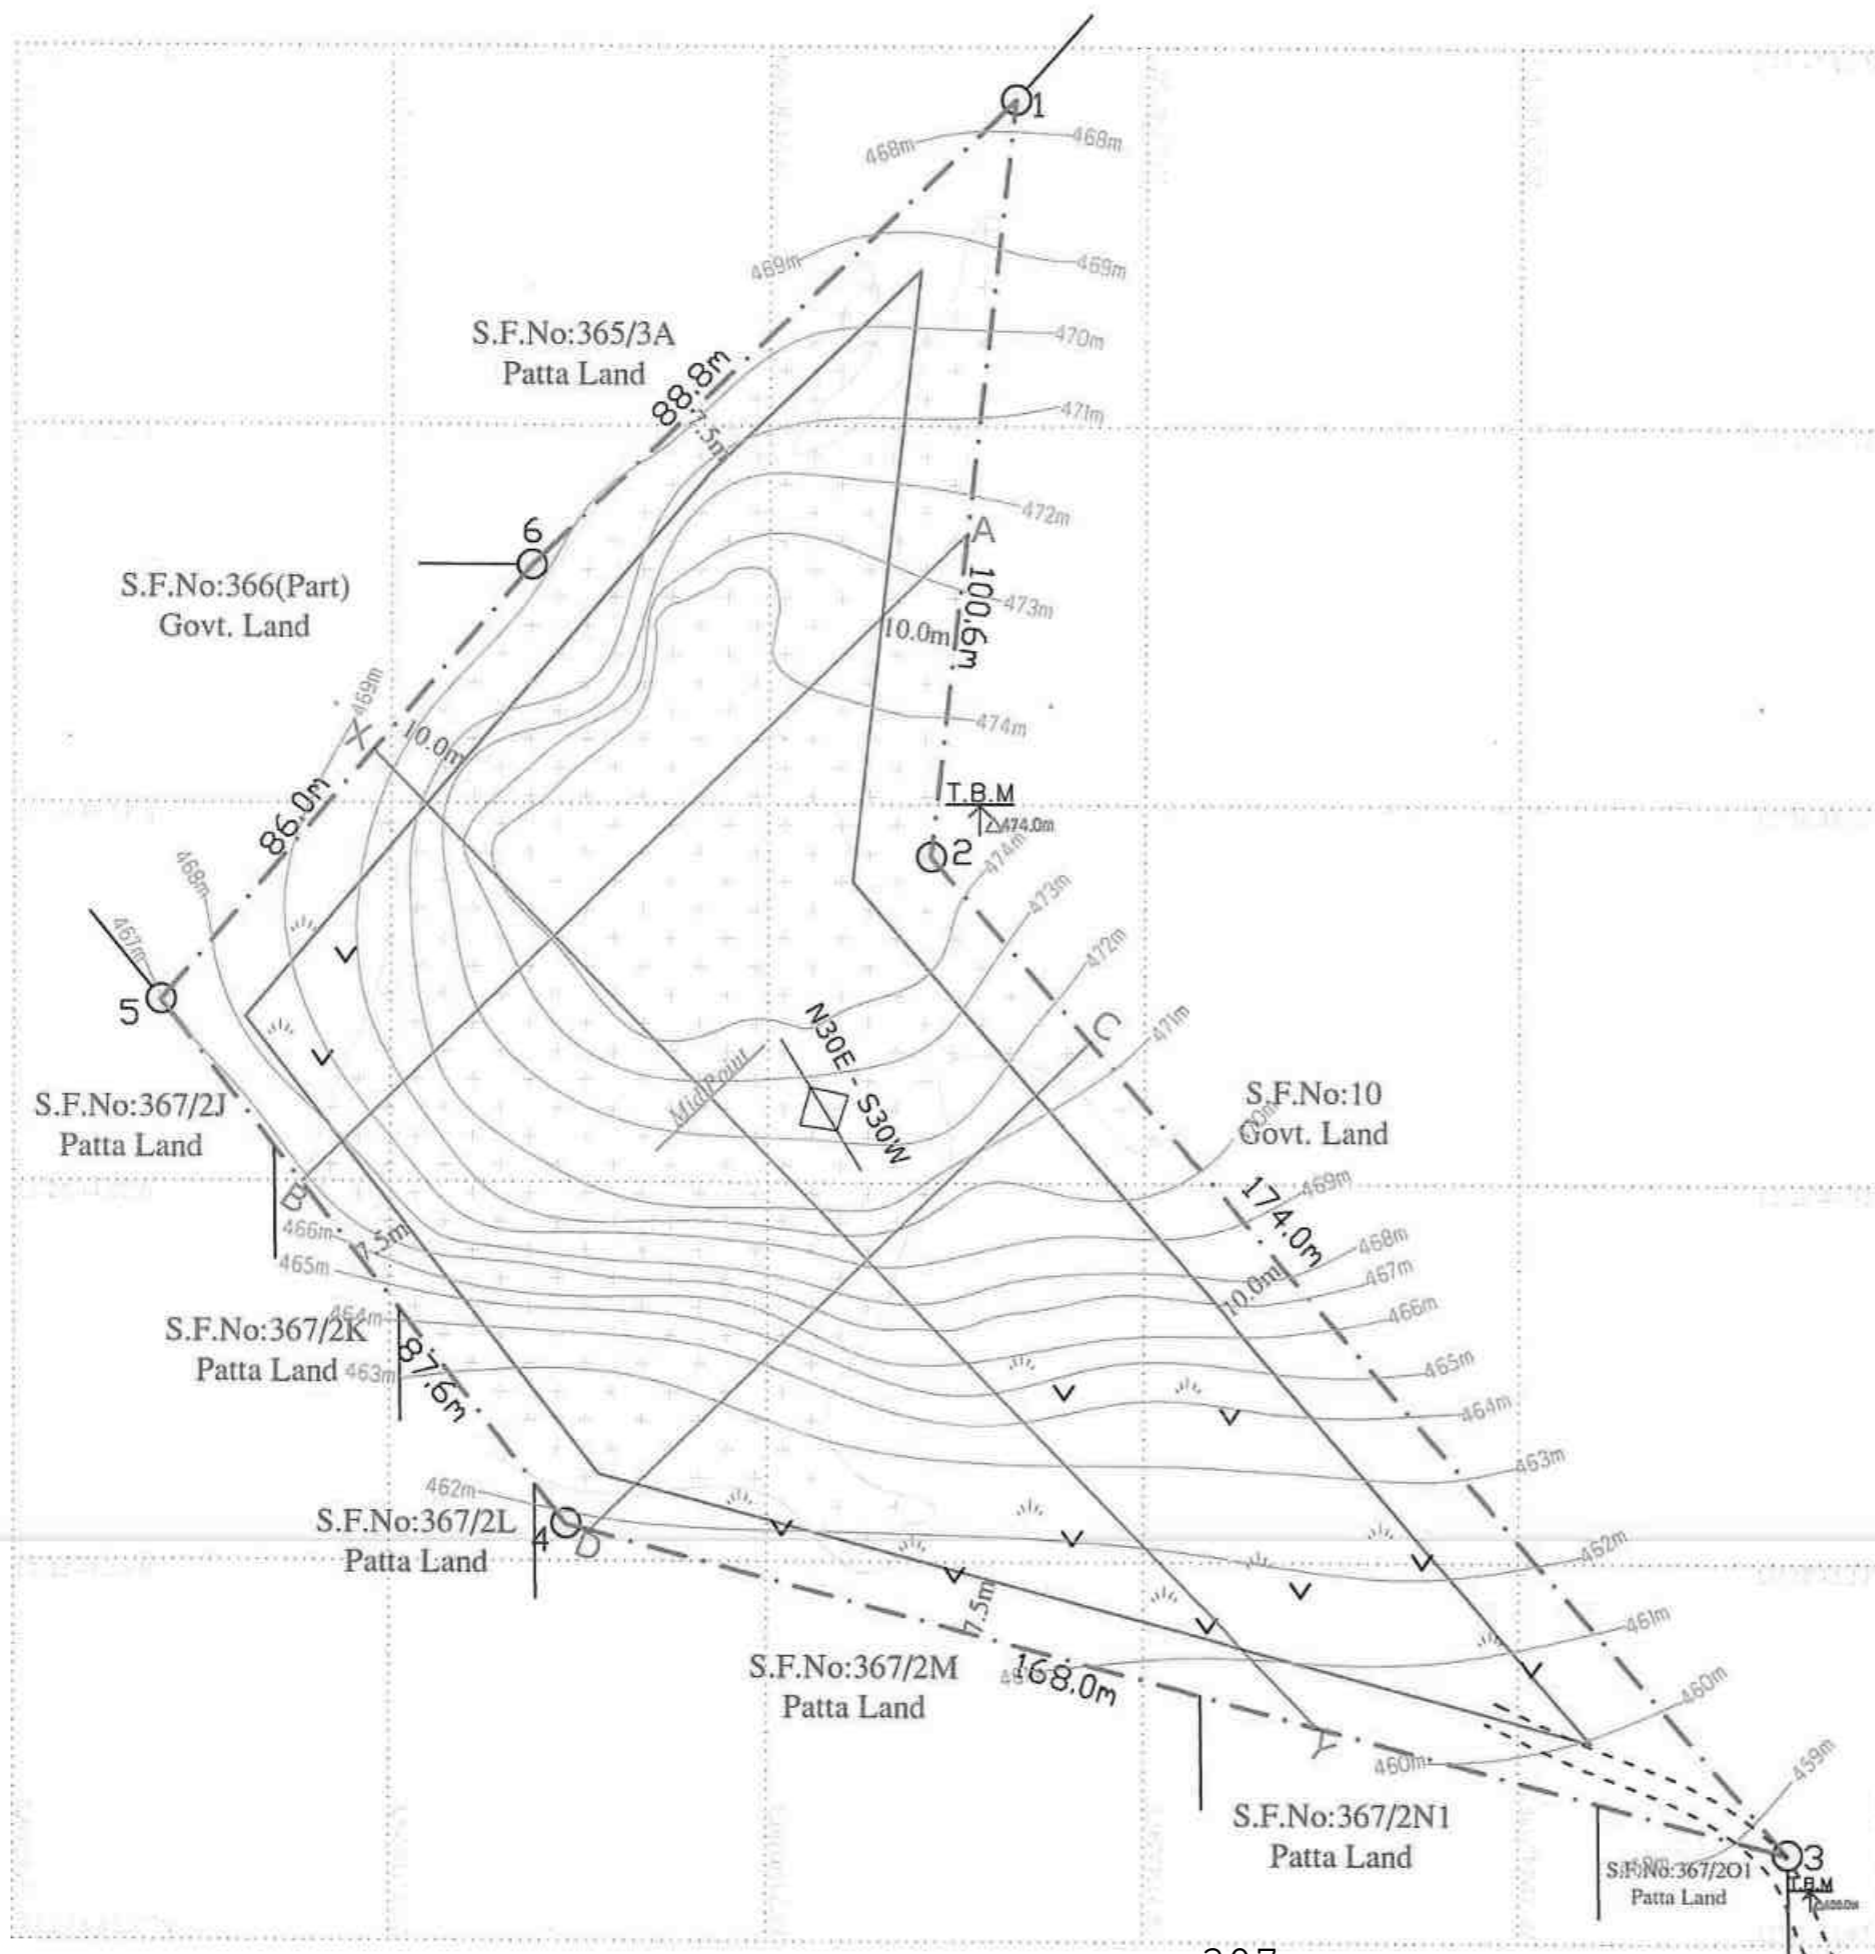 1
468m
468m
469m
469m
S.F.No:365/3A
Patta Land
470m
88.8m
7.5m
471m
472m
6
A
S.F.No:366(Part)
Govt. Land
100.6m
473m
10.0m
469m
X
10.0m
474m
86.0m
T.B.M
474.0m
2
474m
468m
473m
467m
472m
5
C
471m
N30E - S30W
MidPoint
S.F.No:367/2J
Patta Land
S.F.No:10
Govt. Land
B
469m
174.0m
466m
7.5m
468m
465m
467m
10.0m
464m
466m
S.F.No:367/2K
Patta Land
463m
87.6m
465m
464m
463m
462m
S.F.No:367/2L
Patta Land
4
D
462m
7.5m
461m
S.F.No:367/2M
Patta Land
168.0m
460m
Y
460m
459m
S.F.No:367/2N1
Patta Land
3
S.F.No:367/2O1
Patta Land
T.B.M